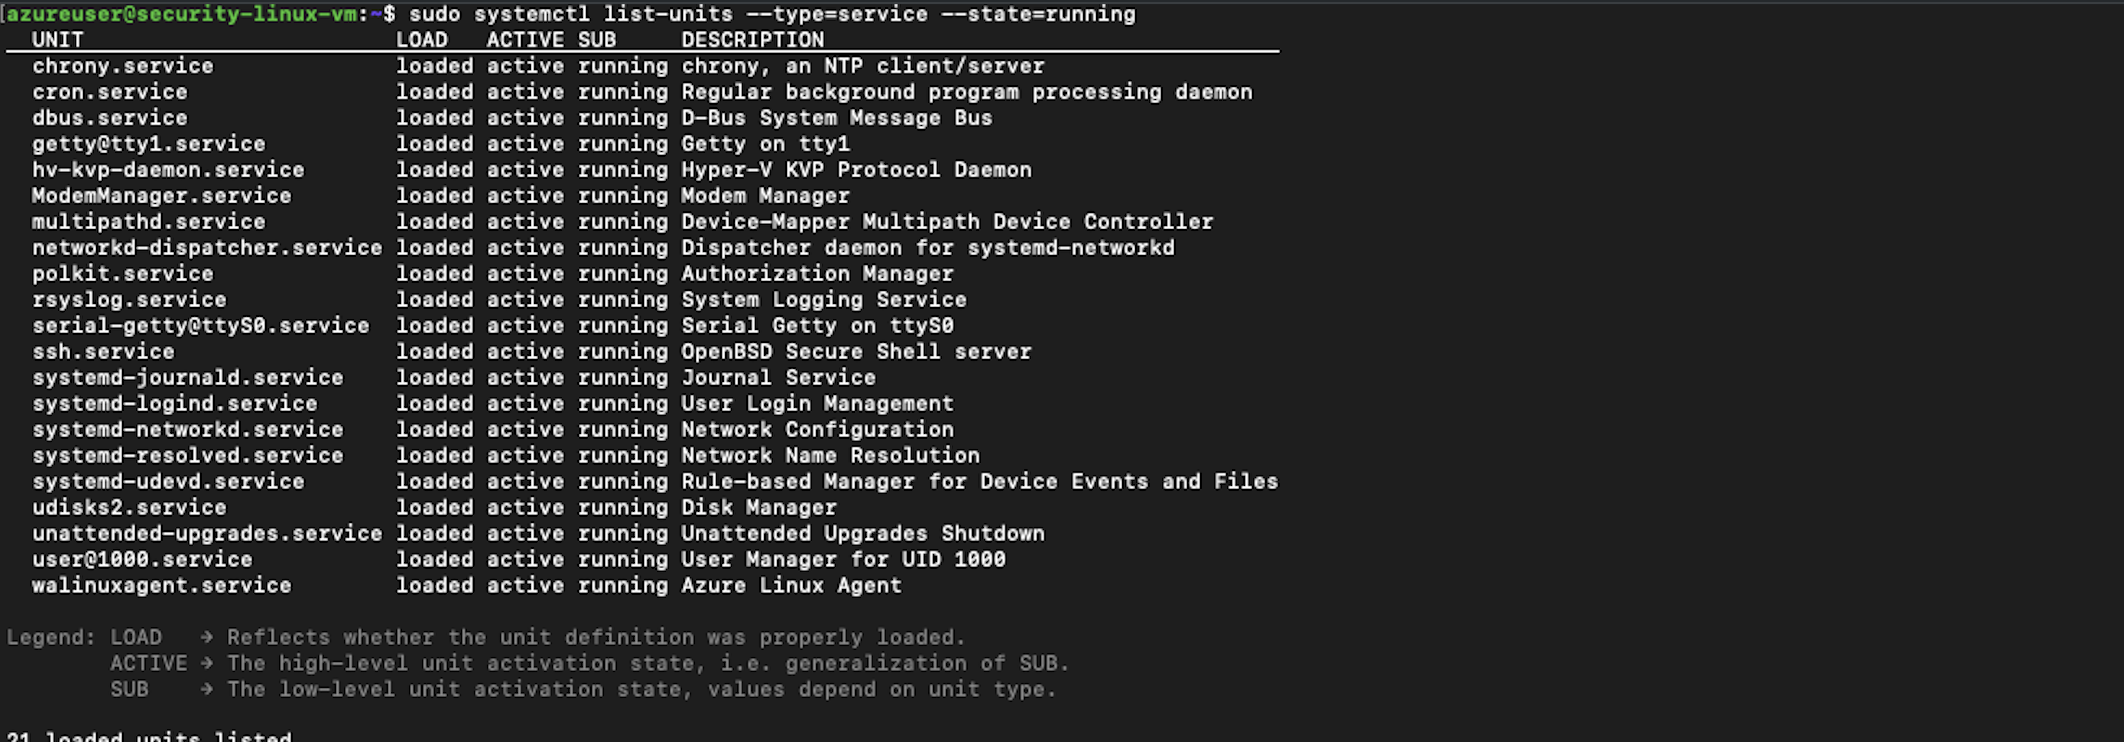 [azureuser@security-linux-vm:~$ sudo systemctl list-units --type=service --state=running
  UNIT                        LOAD   ACTIVE SUB     DESCRIPTION
  chrony.service              loaded active running chrony, an NTP client/server
  cron.service                loaded active running Regular background program processing daemon
  dbus.service                loaded active running D-Bus System Message Bus
  getty@tty1.service          loaded active running Getty on tty1
  hv-kvp-daemon.service       loaded active running Hyper-V KVP Protocol Daemon
  ModemManager.service        loaded active running Modem Manager
  multipathd.service          loaded active running Device-Mapper Multipath Device Controller
  networkd-dispatcher.service loaded active running Dispatcher daemon for systemd-networkd
  polkit.service              loaded active running Authorization Manager
  rsyslog.service             loaded active running System Logging Service
  serial-getty@ttyS0.service  loaded active running Serial Getty on ttyS0
  ssh.service                 loaded active running OpenBSD Secure Shell server
  systemd-journald.service    loaded active running Journal Service
  systemd-logind.service      loaded active running User Login Management
  systemd-networkd.service    loaded active running Network Configuration
  systemd-resolved.service    loaded active running Network Name Resolution
  systemd-udevd.service       loaded active running Rule-based Manager for Device Events and Files
  udisks2.service             loaded active running Disk Manager
  unattended-upgrades.service loaded active running Unattended Upgrades Shutdown
  user@1000.service           loaded active running User Manager for UID 1000
  walinuxagent.service        loaded active running Azure Linux Agent
Legend: LOAD   → Reflects whether the unit definition was properly loaded.
        ACTIVE → The high-level unit activation state, i.e. generalization of SUB.
        SUB    → The low-level unit activation state, values depend on unit type.
21 loaded units listed